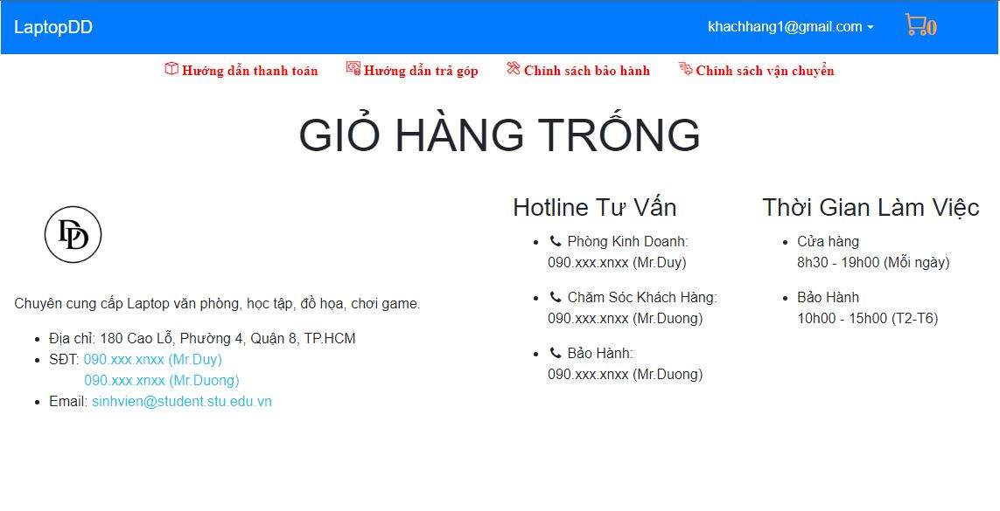 LaptopDD khachhang1@gmail.com 0
Hướng dẫn thanh toán Hướng dẫn trả góp Chính sách bảo hành Chính sách vận chuyển
GIỎ HÀNG TRỐNG
DD
Chuyên cung cấp Laptop văn phòng, học tập, đồ họa, chơi game.
Địa chỉ: 180 Cao Lỗ, Phường 4, Quận 8, TP.HCM
SĐT: 090.xxx.xnxx (Mr.Duy)
090.xxx.xnxx (Mr.Duong)
Email: sinhvien@student.stu.edu.vn
Hotline Tư Vấn
Phòng Kinh Doanh:
090.xxx.xnxx (Mr.Duy)
Chăm Sóc Khách Hàng:
090.xxx.xnxx (Mr.Duong)
Bảo Hành:
090.xxx.xnxx (Mr.Duong)
Thời Gian Làm Việc
Cửa hàng
8h30 - 19h00 (Mỗi ngày)
Bảo Hành
10h00 - 15h00 (T2-T6)